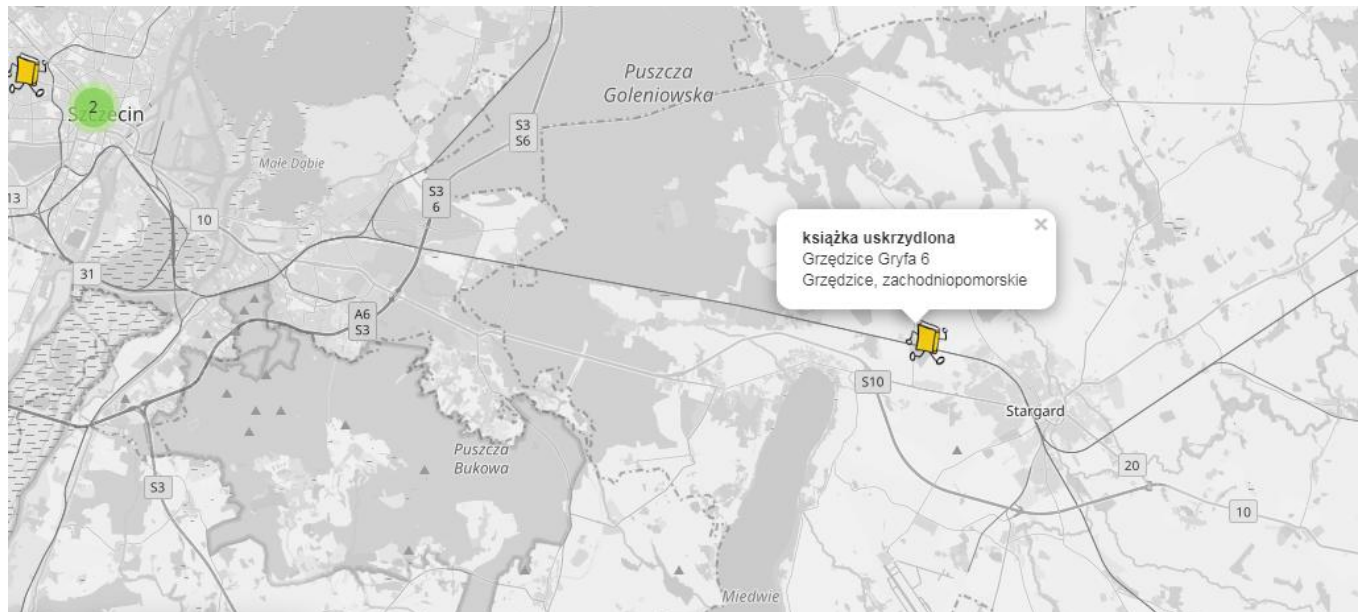 Puszcza
Goleniowska
2
Szczecin
S3
S6
Małe Dąbie
S3
6
13
10
książka uskrzydlona
×
Grzędzice Gryfa 6
Grzędzice, zachodniopomorskie
31
A6
S3
S10
Stargard
Puszcza
Bukowa
20
S3
10
Miedwie